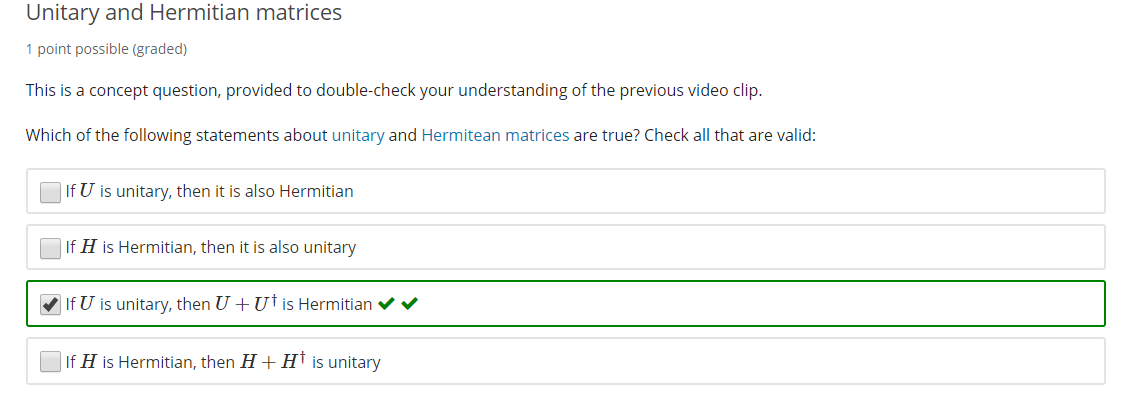 Unitary and Hermitian matrices
1 point possible (graded)
This is a concept question, provided to double-check your understanding of the previous video clip.
Which of the following statements about unitary and Hermitean matrices are true? Check all that are valid:
If U is unitary, then it is also Hermitian
If H is Hermitian, then it is also unitary
If U is unitary, then U + U† is Hermitian
If H is Hermitian, then H + H† is unitary